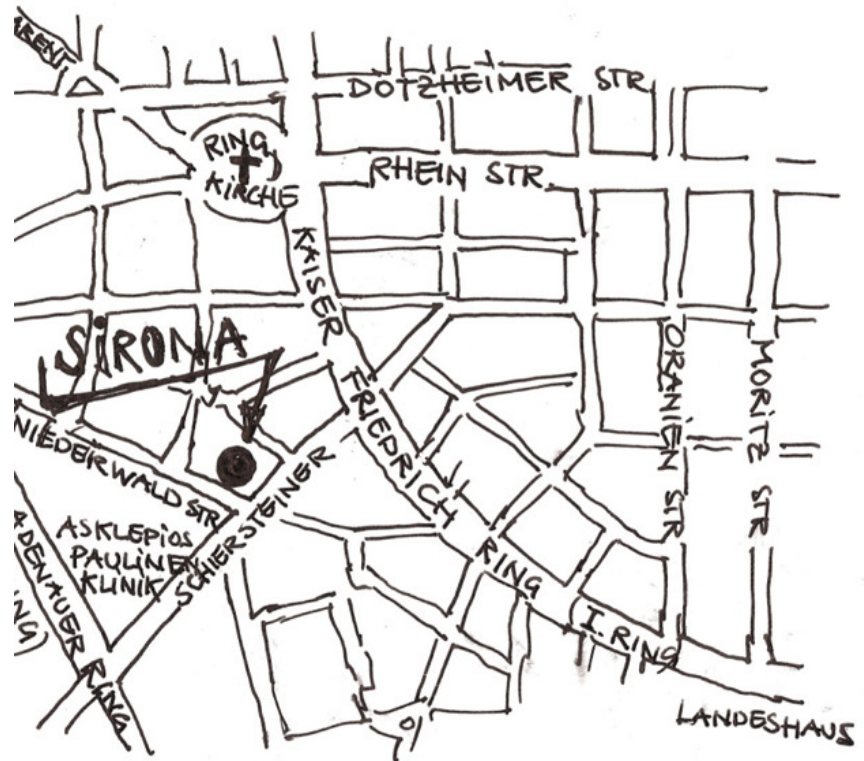 DOTZHEIMER STR
RING
KIRCHE
RHEIN STR.
KAISER
FRIEDRICH
RING
I. RING
SIRONA
ORANIEN STR
MORITZ STR
NIEDERWALD STR
SCHIERSTEINER
ASKLEPIOS
PAULINEN
KLINIK
ADENAUER RING
NG)
LANDESHAUS